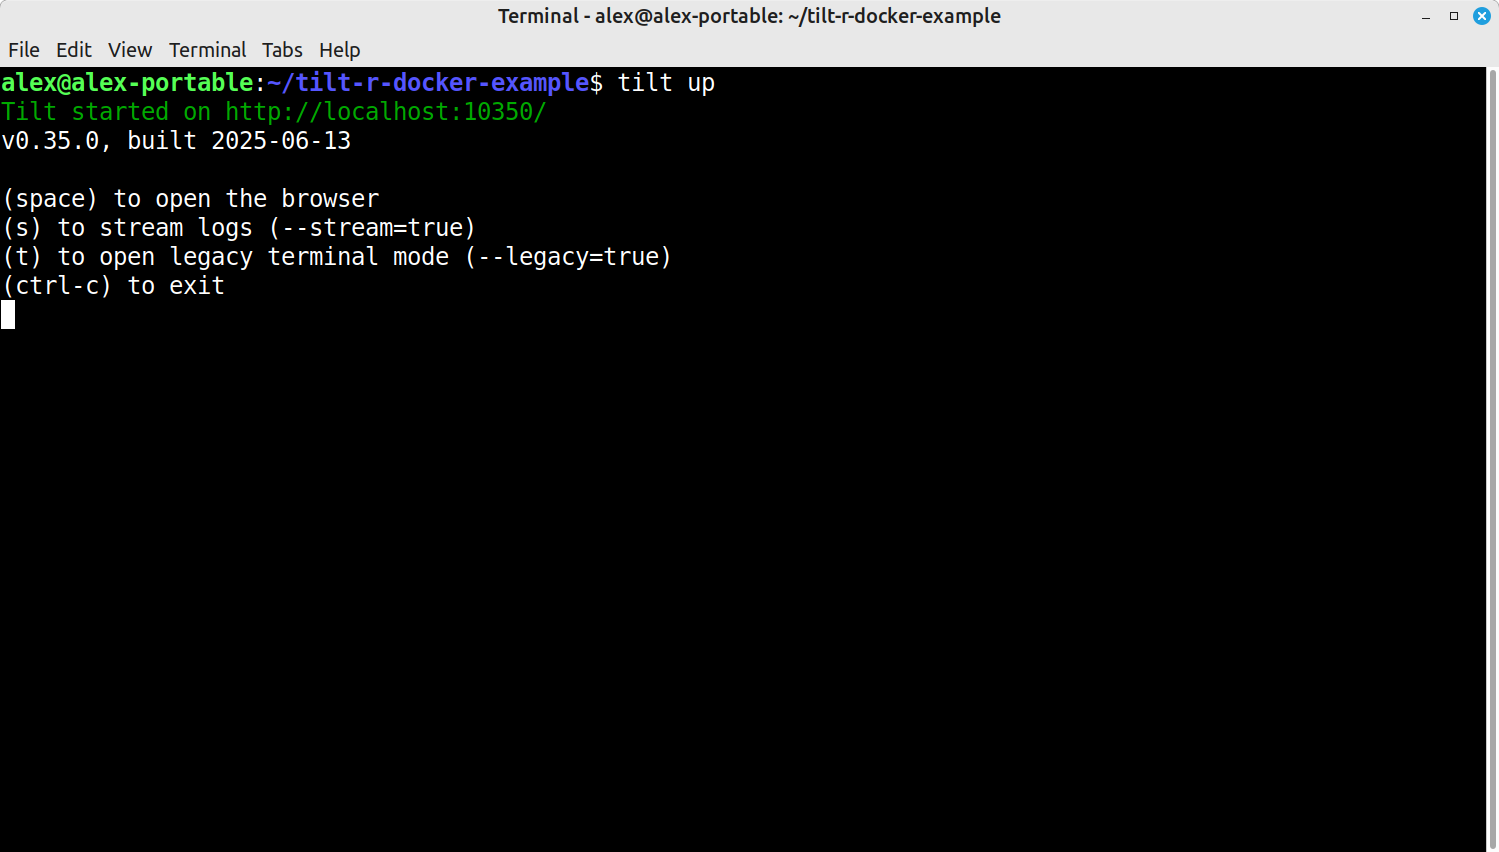 Terminal - alex@alex-portable: ~/tilt-r-docker-example
File Edit View Terminal Tabs Help
alex@alex-portable:~/tilt-r-docker-example$ tilt up
Tilt started on http://localhost:10350/
v0.35.0, built 2025-06-13
(space) to open the browser
(s) to stream logs (--stream=true)
(t) to open legacy terminal mode (--legacy=true)
(ctrl-c) to exit